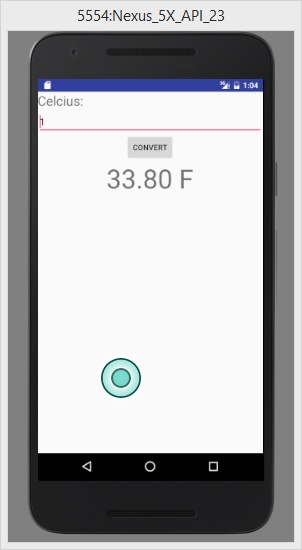 5554:Nexus_5X_API_23
1:04
Celcius:
1
CONVERT
33.80 F